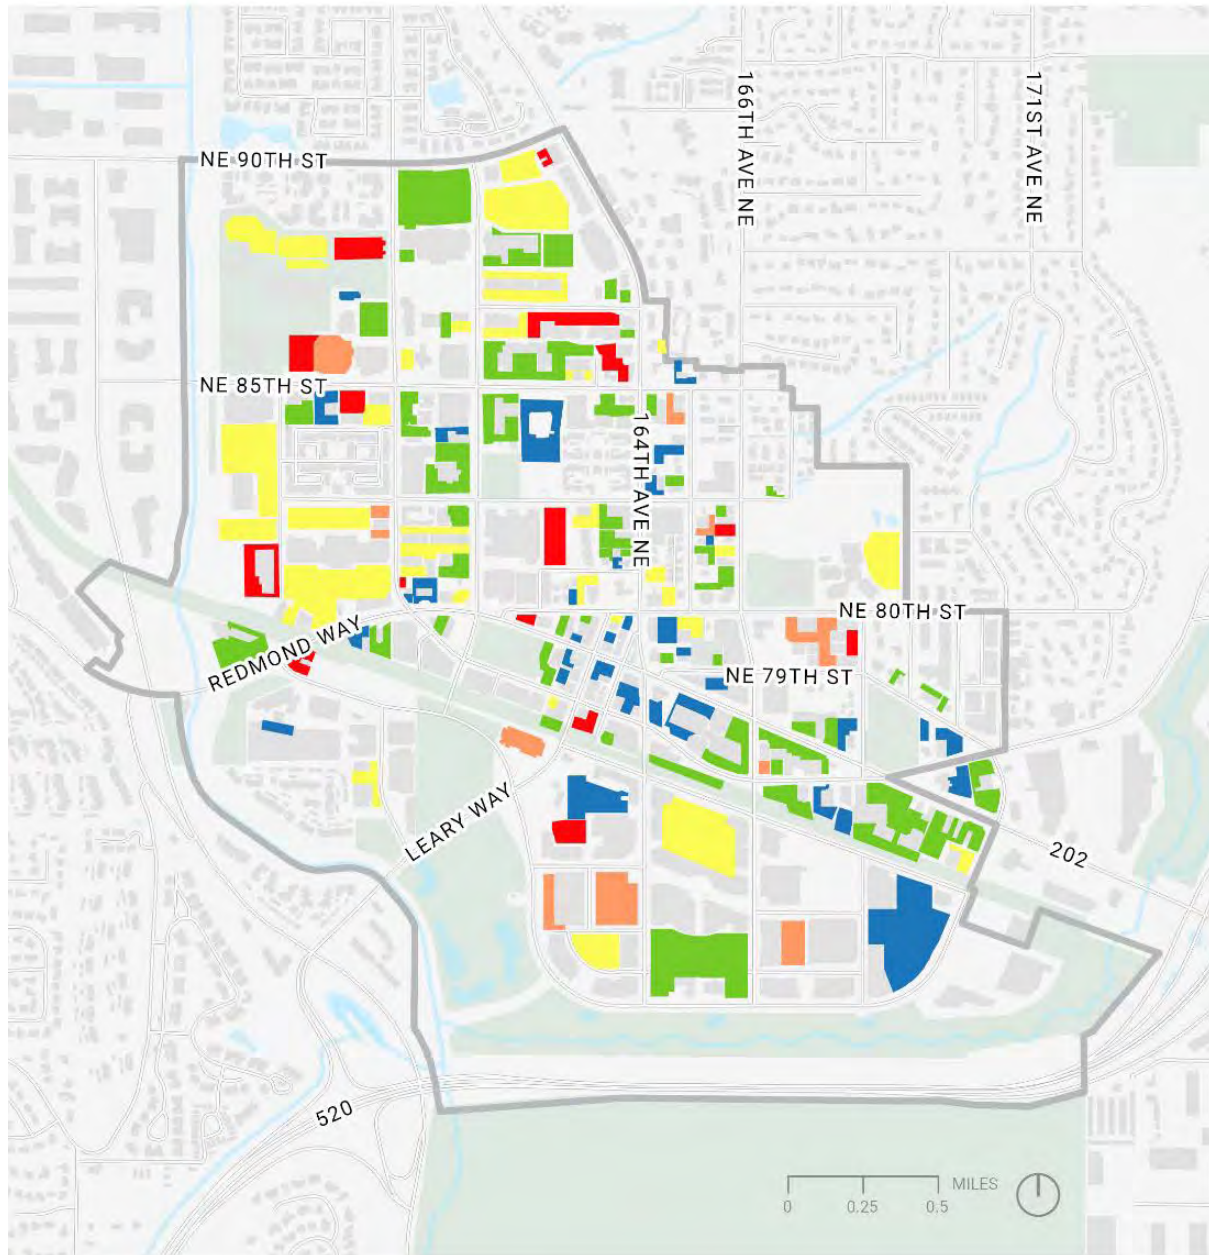 166TH AVE NE
171ST AVE NE
NE 90TH ST
NE 85TH ST
164TH AVE NE
NE 80TH ST
REDMOND WAY
NE 79TH ST
LEARY WAY
202
520
MILES
0 0.25 0.5